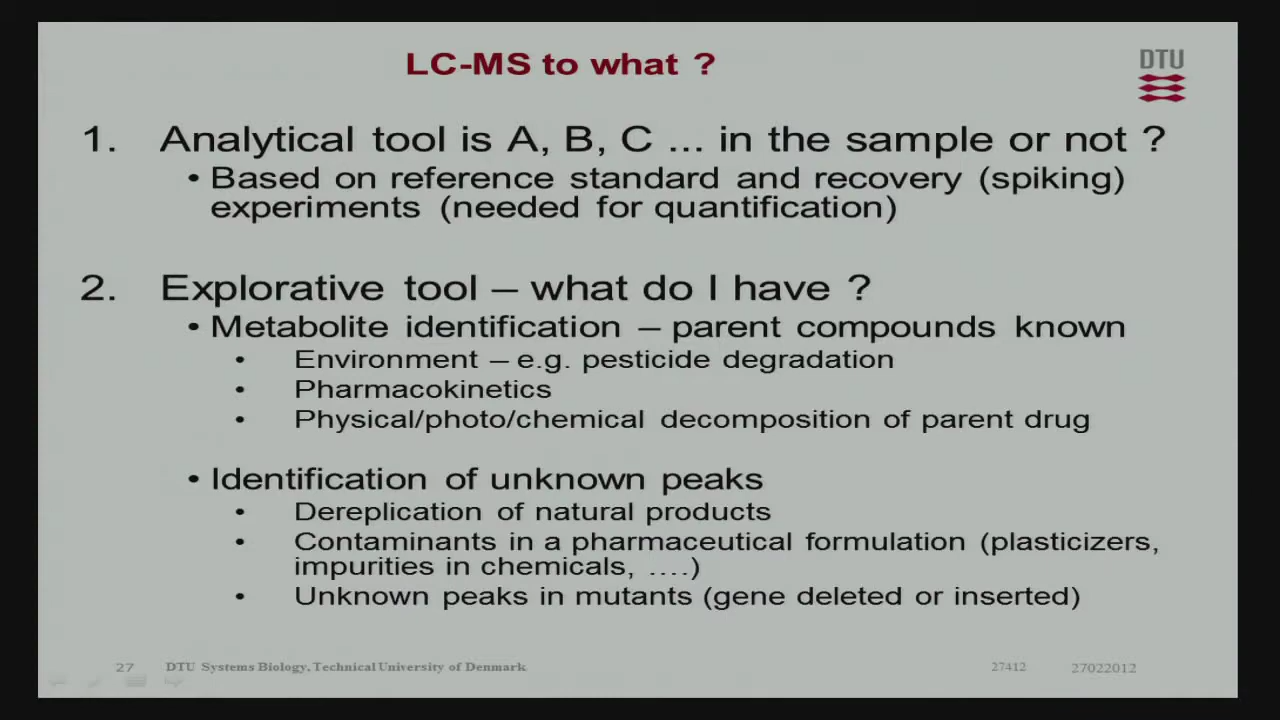 LC-MS to what ?
DTU
1. Analytical tool is A, B, C ... in the sample or not ?
• Based on reference standard and recovery (spiking)
experiments (needed for quantification)
2. Explorative tool – what do I have ?
• Metabolite identification – parent compounds known
• Environment – e.g. pesticide degradation
• Pharmacokinetics
• Physical/photo/chemical decomposition of parent drug
• Identification of unknown peaks
• Dereplication of natural products
• Contaminants in a pharmaceutical formulation (plasticizers,
impurities in chemicals, ....)
• Unknown peaks in mutants (gene deleted or inserted)
27 DTU Systems Biology, Technical University of Denmark 27412 27022012